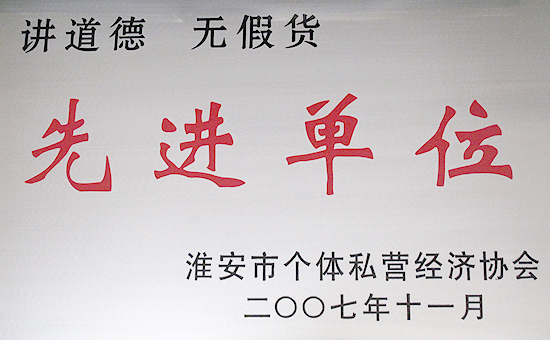 讲道德 无假货
先进单位
淮安市个体私营经济协会
二〇〇七年十一月